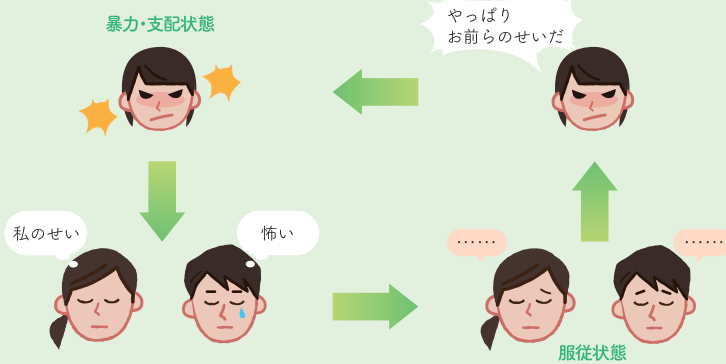 暴力・支配状態
やっぱり
お前らのせいだ
私のせい
怖い
……
……
服従状態